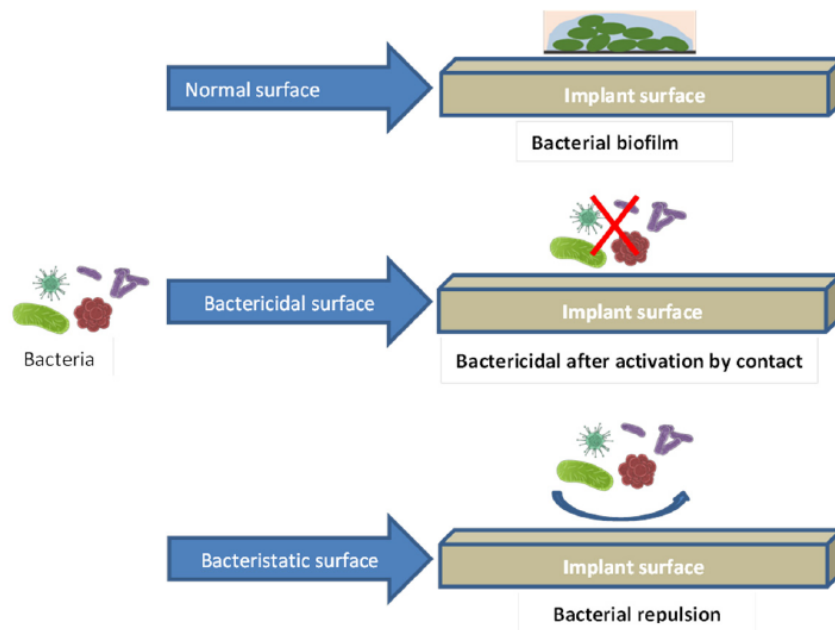 Normal surface
Implant surface
Bacterial biofilm
Bacteria
Bactericidal surface
Implant surface
Bactericidal after activation by contact
Bacteristatic surface
Implant surface
Bacterial repulsion